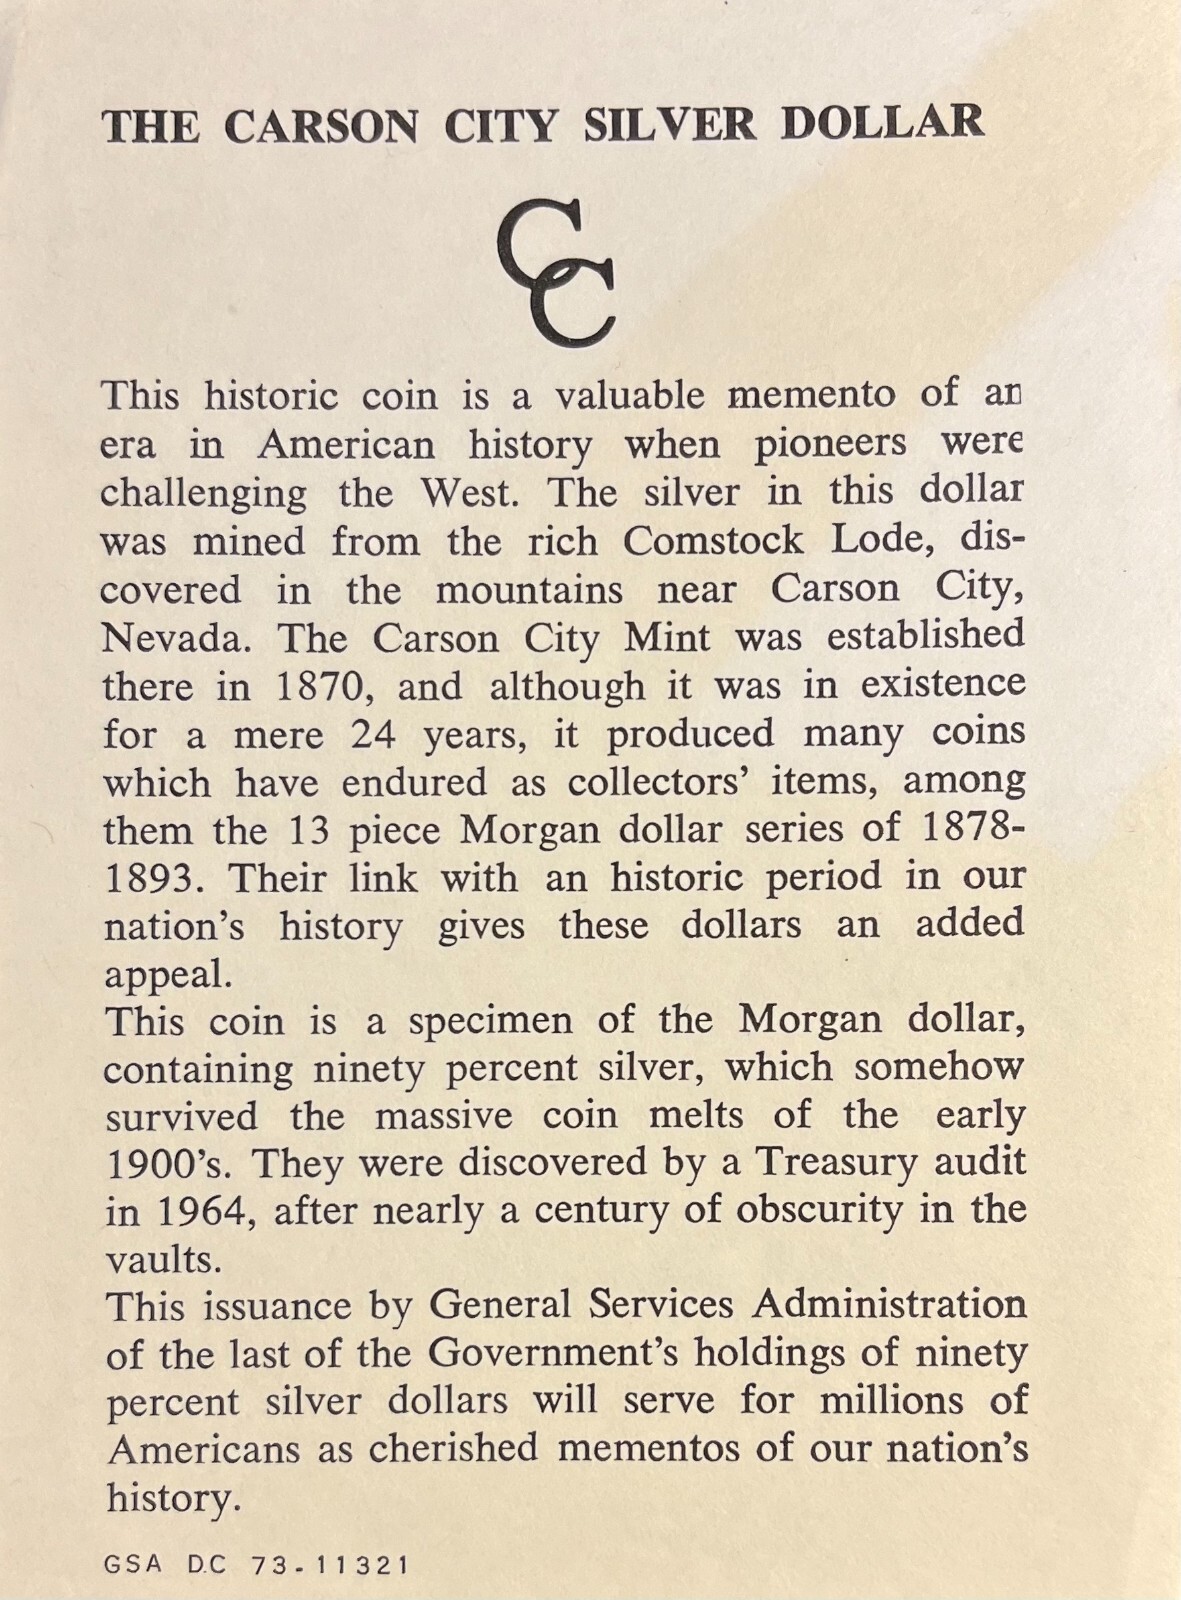 THE CARSON CITY SILVER DOLLAR
CC
This historic coin is a valuable memento of an
era in American history when pioneers were
challenging the West. The silver in this dollar
was mined from the rich Comstock Lode, dis-
covered in the mountains near Carson City,
Nevada. The Carson City Mint was established
there in 1870, and although it was in existence
for a mere 24 years, it produced many coins
which have endured as collectors' items, among
them the 13 piece Morgan dollar series of 1878-
1893. Their link with an historic period in our
nation's history gives these dollars an added
appeal.
This coin is a specimen of the Morgan dollar,
containing ninety percent silver, which somehow
survived the massive coin melts of the early
1900's. They were discovered by a Treasury audit
in 1964, after nearly a century of obscurity in the
vaults.
This issuance by General Services Administration
of the last of the Government's holdings of ninety
percent silver dollars will serve for millions of
Americans as cherished mementos of our nation's
history.
GSA D.C 73-11321